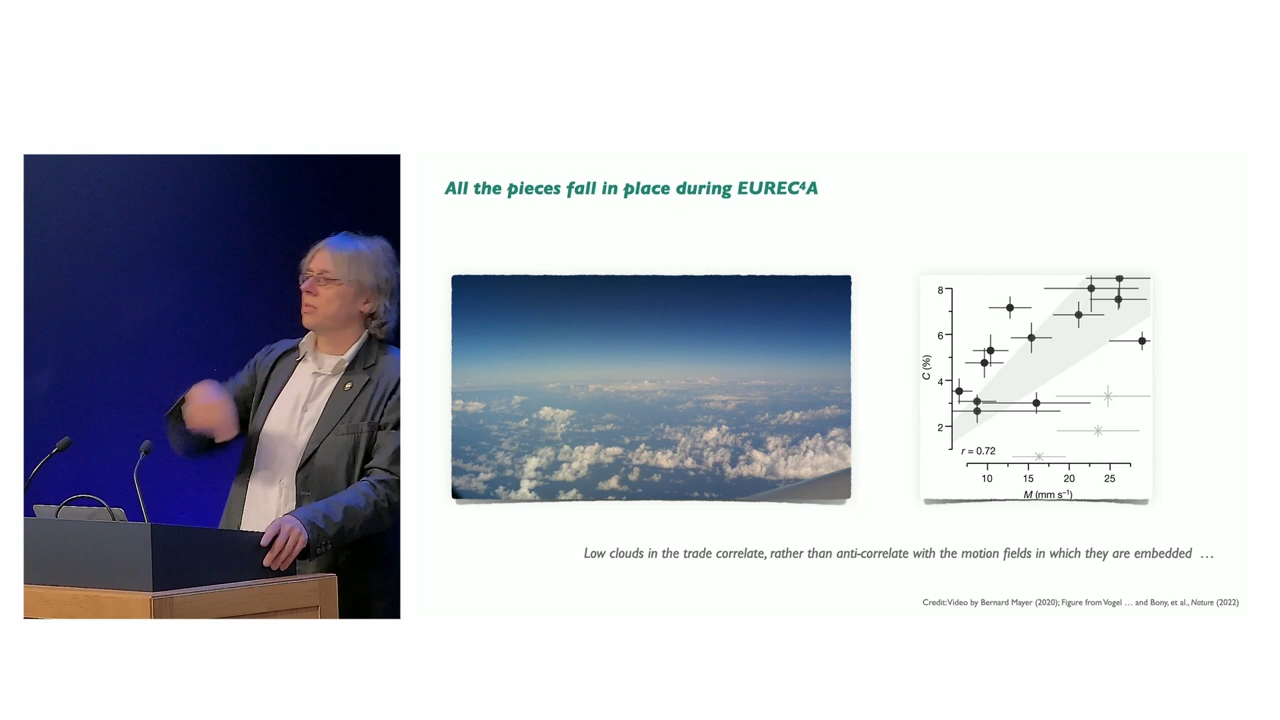 All the pieces fall in place during EUREC⁴A
8
6
4
2
C (%)
r = 0.72
10
15
20
25
M (mm s⁻¹)
Low clouds in the trade correlate, rather than anti-correlate with the motion fields in which they are embedded …
Credit: Video by Bernard Mayer (2020); Figure from Vogel … and Bony, et al., Nature (2022)